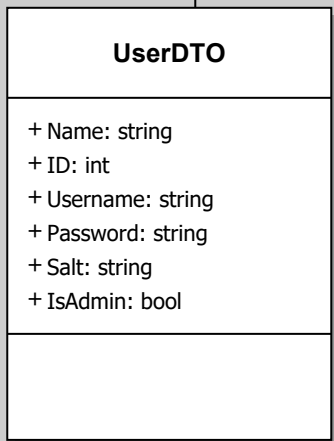 UserDTO
+ Name: string
+ ID: int
+ Username: string
+ Password: string
+ Salt: string
+ IsAdmin: bool